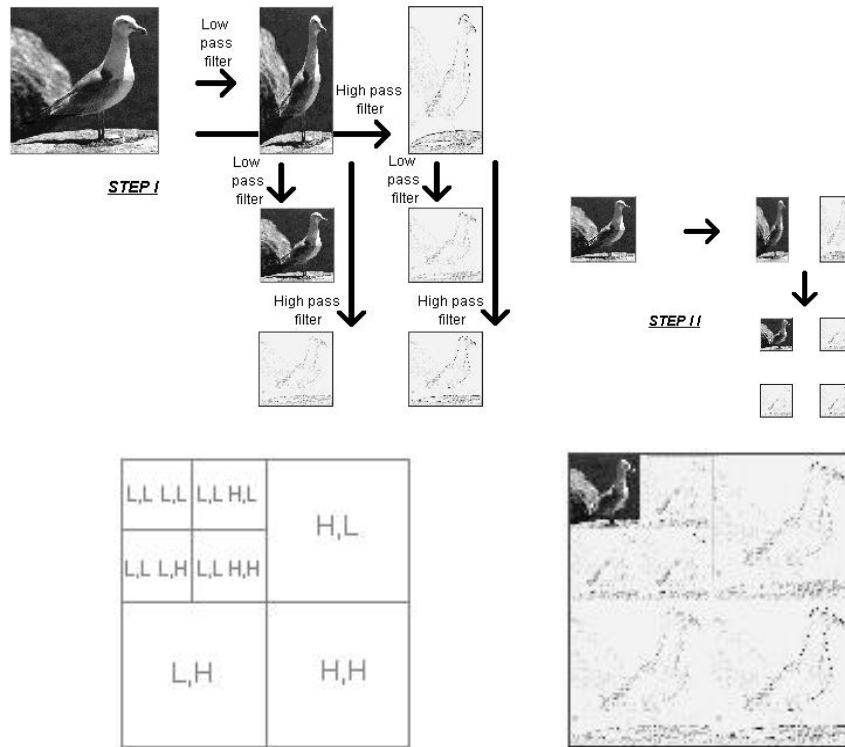 Low
pass
filter
High pass
filter
Low
pass
filter
Low
pass
filter
STEP I
High pass
filter
High pass
filter
STEP II
L,L L,L
L,L H,L
H,L
L,L L,H
L,L H,H
L,H
H,H